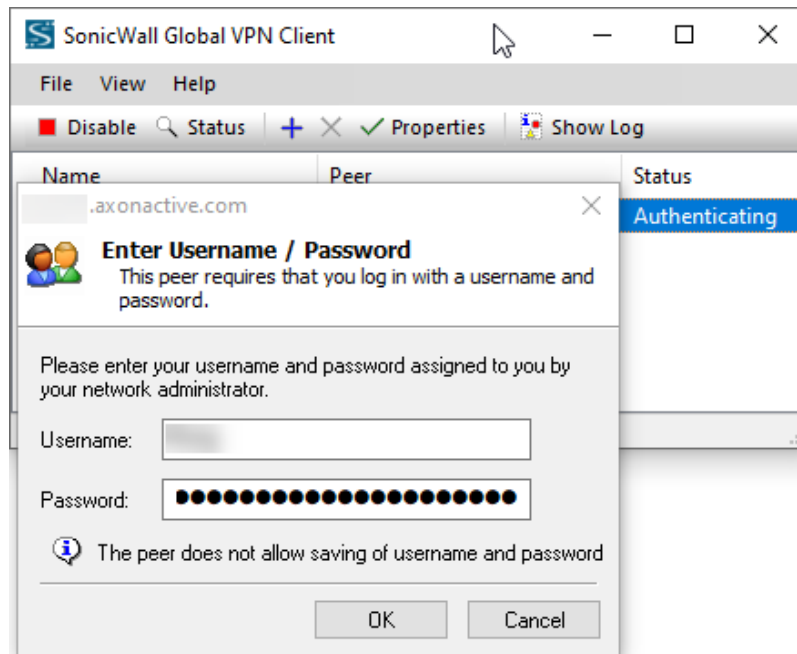 SonicWall Global VPN Client
File View Help
Disable Status Properties Show Log
Name Peer Status
.axonactive.com
Authenticating
Enter Username / Password
This peer requires that you log in with a username and
password.
Please enter your username and password assigned to you by
your network administrator.
Username:
Password:
The peer does not allow saving of username and password
OK Cancel